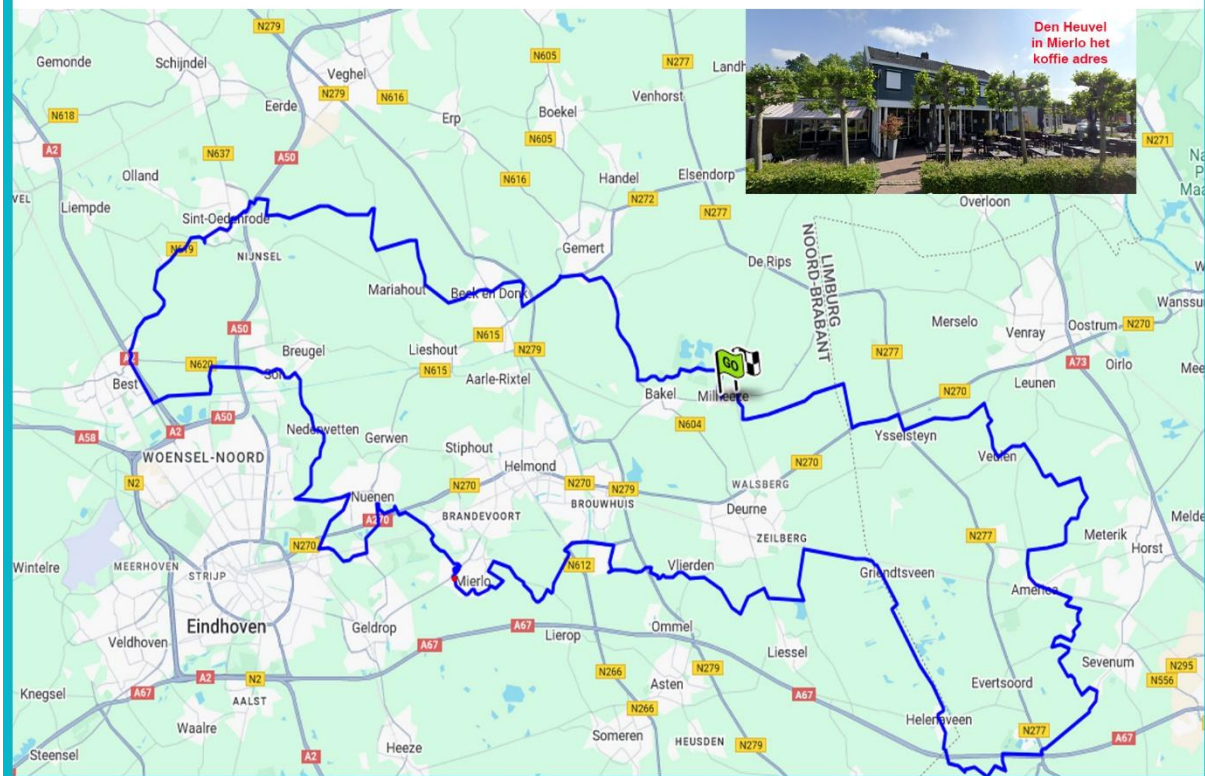 Den Heuvel
in Mierlo het
koffie adres
N279
Gemonde
Schijndel
Veghel
N605
N277
Venhorst
N279
N616
Eerde
Erp
Boekel
N618
A2
N637
A50
N605
N271
Olland
N616
Handel
Elsendorp
Liempde
N272
N277
Overloon
Sint-Oedenrode
N619
NIJNSEL
Gemert
De Rips
LIMBURG
NOORD-BRABANT
Mariahout
Beek en Donk
Merselo
Venray
Oostrum
N270
A50
N615
A2
N620
Breugel
Lieshout
N279
N277
A73
Oirlo
Best
Son
N615
Aarle-Rixtel
GO
Bakel
Milheeze
N270
Leunen
A50
N604
A58
A2
Nederwetten
Gerwen
Ysselsteyn
Veulen
WOENSEL-NOORD
Stiphout
Helmond
N270
N2
N270
N270
N279
WALSBERG
Nuenen
BRANDEVOORT
BROUWHUIS
Deurne
A270
N277
Meterik
Horst
N270
ZEILBERG
Wintelre
MEERHOVEN
STRIJP
Mierlo
N612
Vlierden
Griendtsveen
America
Eindhoven
Geldrop
A67
Ommel
Veldhoven
A67
Lierop
Liessel
Sevenum
N295
A2
N2
N266
N279
Evertsoord
N556
Knegsel
A67
AALST
Asten
A67
Waalre
N266
Helenaveen
N277
A67
Steensel
A2
Heeze
Someren
HEUSDEN
N279